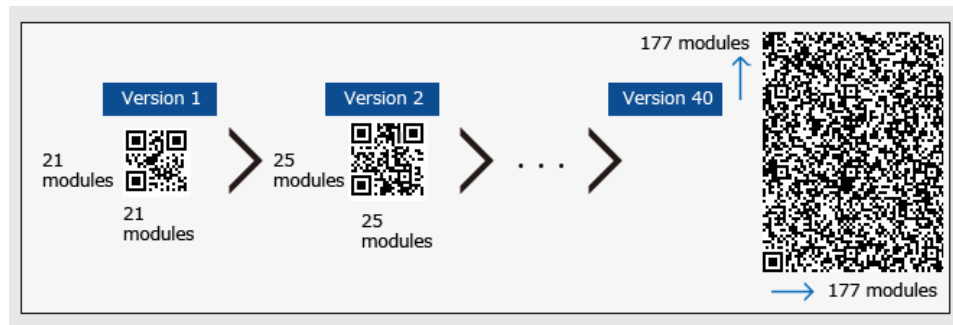 177 modules
Version 1
Version 2
Version 40
21
modules
25
modules
. . .
21
modules
25
modules
177 modules